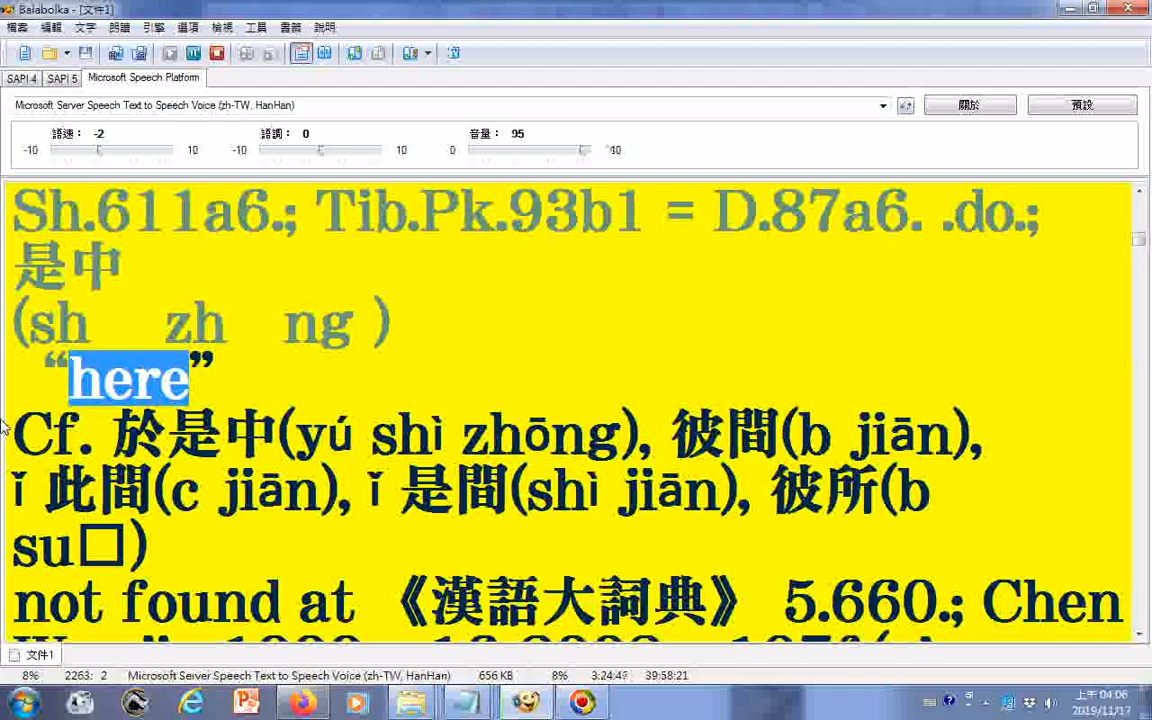 Balabolka - [文件1]
檔案 編輯 文字 朗讀 引擎 選項 檢視 工具 書籤 說明
SAPI 4 SAPI 5 Microsoft Speech Platform
Microsoft Server Speech Text to Speech Voice (zh-TW, HanHan) 關於 預設
語速： -2 語調： 0 音量： 95
-10 10 -10 10 0 100
Sh.611a6.; Tib.Pk.93b1 = D.87a6. .do.;
是中
(sh zh ng )
“here”
Cf. 於是中(yú shì zhōng), 彼間(b jiān),
ǐ 此間(c jiān), ǐ 是間(shì jiān), 彼所(b
su□)
not found at 《漢語大詞典》 5.660.; Chen
文件1
8% 2263: 2 Microsoft Server Speech Text to Speech Voice (zh-TW, HanHan) 656 KB 8% 39:58:21
上午 04:06
2019/11/17